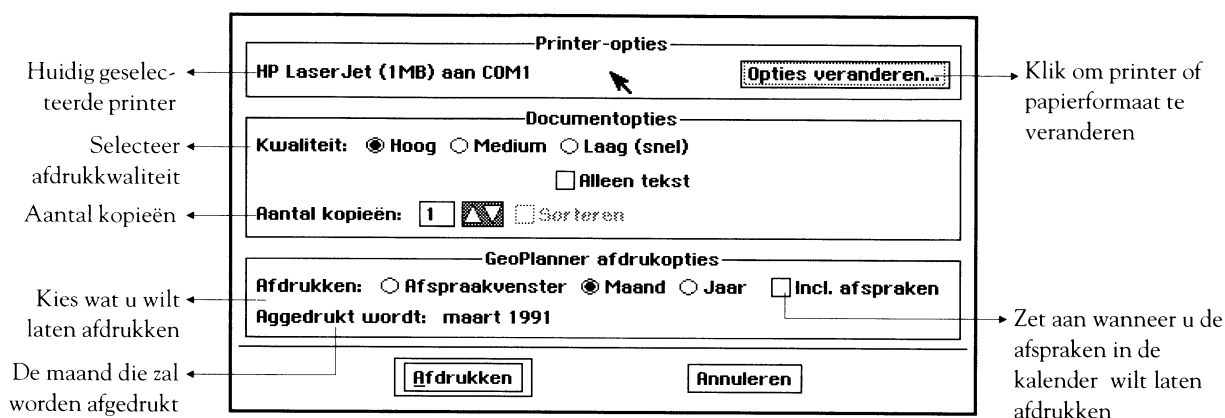 Printer-opties
HP LaserJet (1MB) aan COM1
Opties veranderen...
Documentopties
Kwaliteit: Hoog Medium Laag (snel)
Alleen tekst
Aantal kopieën: 1 Sorteren
GeoPlanner afdrukopties
Afdrukken: Afspraakvenster Maand Jaar Incl. afspraken
Aggedrukt wordt: maart 1991
Afdrukken Annuleren
Huidig geselec-
teerde printer
Selecteer
afdrukkwaliteit
Aantal kopieën
Kies wat u wilt
laten afdrukken
De maand die zal
worden afgedrukt
Klik om printer of
papierformaat te
veranderen
Zet aan wanneer u de
afspraken in de
kalender wilt laten
afdrukken